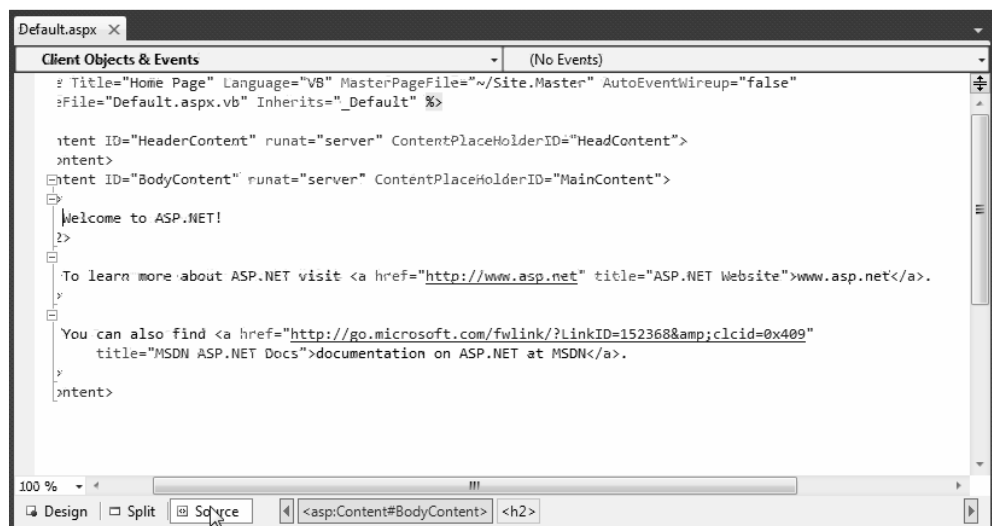 Default.aspx
Client Objects & Events (No Events)
Title="Home Page" Language="VB" MasterPageFile="~/Site.Master" AutoEventWireup="false"
eFile="Default.aspx.vb" Inherits="_Default" %>
ntent ID="HeaderContent" runat="server" ContentPlaceHolderID="HeadContent">
ontent>
ntent ID="BodyContent" runat="server" ContentPlaceHolderID="MainContent">
Welcome to ASP.NET!
2>
To learn more about ASP.NET visit <a href="http://www.asp.net" title="ASP.NET Website">www.asp.net</a>.
You can also find <a href="http://go.microsoft.com/fwlink/?LinkID=152368&amp;clcid=0x409"
title="MSDN ASP.NET Docs">documentation on ASP.NET at MSDN</a>.
ontent>
100 %
Design Split Source <asp:Content#BodyContent> <h2>